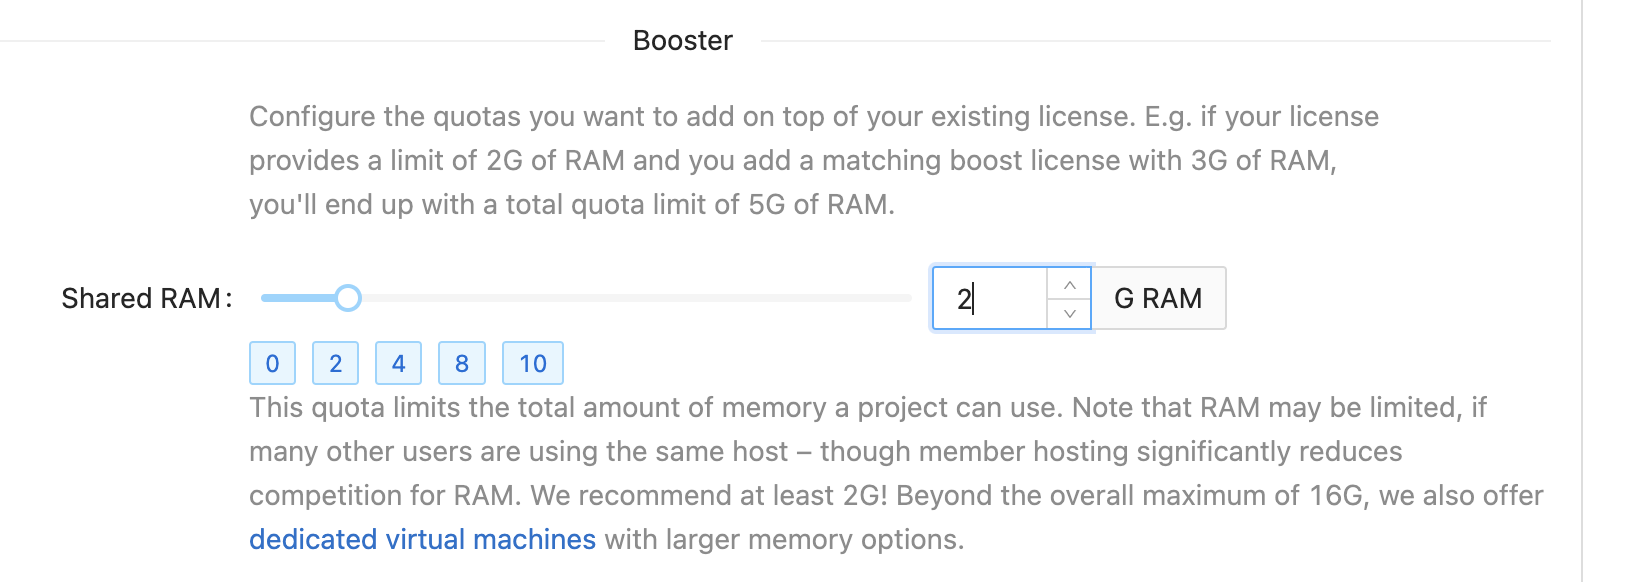 Booster
Configure the quotas you want to add on top of your existing license. E.g. if your license
provides a limit of 2G of RAM and you add a matching boost license with 3G of RAM,
you'll end up with a total quota limit of 5G of RAM.
Shared RAM: 2 G RAM
0 2 4 8 10
This quota limits the total amount of memory a project can use. Note that RAM may be limited, if
many other users are using the same host – though member hosting significantly reduces
competition for RAM. We recommend at least 2G! Beyond the overall maximum of 16G, we also offer
dedicated virtual machines with larger memory options.